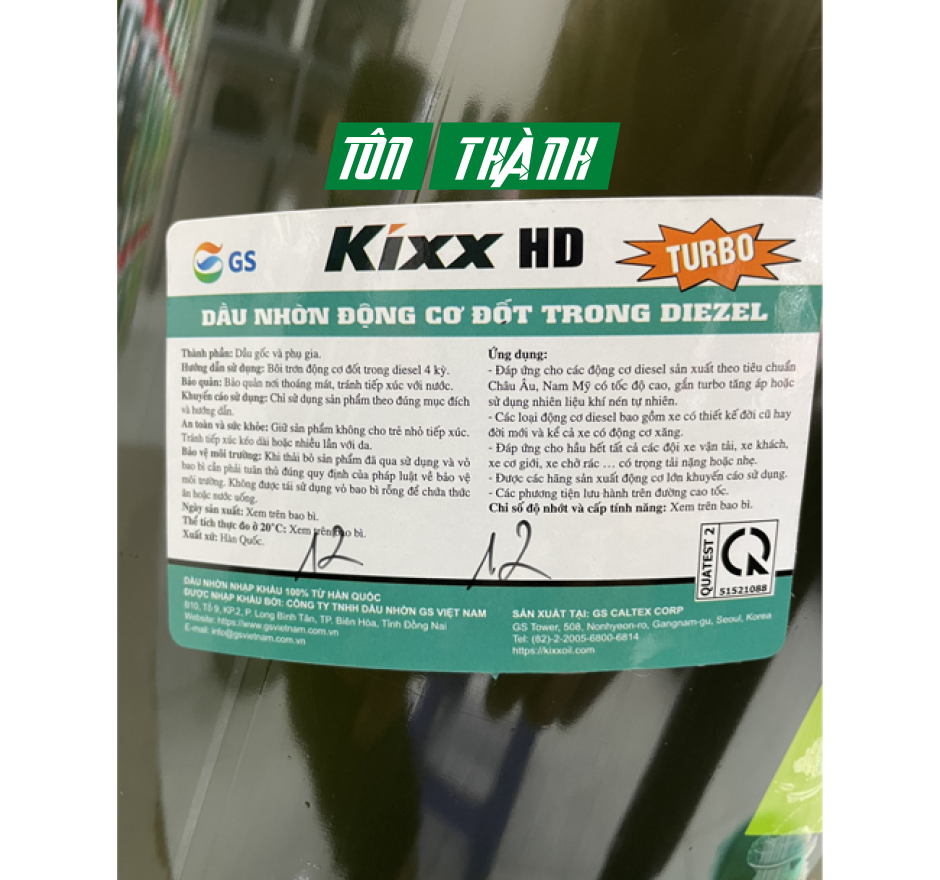 TÔN THÀNH
GS
Kixx HD
TURBO
DẦU NHỜN ĐỘNG CƠ ĐỐT TRONG DIEZEL
Thành phần: Dầu gốc và phụ gia.
Hướng dẫn sử dụng: Bôi trơn động cơ đốt trong diesel 4 kỳ.
Bảo quản: Bảo quản nơi thoáng mát, tránh tiếp xúc với nước.
Khuyến cáo sử dụng: Chỉ sử dụng sản phẩm theo đúng mục đích
và hướng dẫn.
An toàn và sức khỏe: Giữ sản phẩm không cho trẻ nhỏ tiếp xúc.
Tránh tiếp xúc kéo dài hoặc nhiều lần với da.
Bảo vệ môi trường: Khi thải bỏ sản phẩm đã qua sử dụng và vỏ
bao bì cần phải tuân thủ đúng quy định của pháp luật về bảo vệ
môi trường. Không được tái sử dụng vỏ bao bì rỗng để chứa thức
ăn hoặc nước uống.
Ngày sản xuất: Xem trên bao bì.
Thể tích thực đo ở 20°C: Xem trên bao bì.
Xuất xứ: Hàn Quốc.
12
Ứng dụng:
- Đáp ứng cho các động cơ diesel sản xuất theo tiêu chuẩn
Châu Âu, Nam Mỹ có tốc độ cao, gắn turbo tăng áp hoặc
sử dụng nhiên liệu khí nén tự nhiên.
- Các loại động cơ diesel bao gồm xe có thiết kế đời cũ hay
đời mới và kể cả xe có động cơ xăng.
- Đáp ứng cho hầu hết tất cả các đội xe vận tải, xe khách,
xe cơ giới, xe chở rác ... có trọng tải nặng hoặc nhẹ.
- Được các hãng sản xuất động cơ lớn khuyến cáo sử dụng.
- Các phương tiện lưu hành trên đường cao tốc.
Chỉ số độ nhớt và cấp tính năng: Xem trên bao bì.
12
QUATEST 2
51521088
DẦU NHỜN NHẬP KHẨU 100% TỪ HÀN QUỐC
ĐƯỢC NHẬP KHẨU BỞI: CÔNG TY TNHH DẦU NHỜN GS VIỆT NAM
810, Tổ 9, KP.2, P. Long Bình Tân, TP. Biên Hòa, Tỉnh Đồng Nai
Website: https://www.gsvietnam.com.vn
E-mail: info@gsvietnam.com.vn
SẢN XUẤT TẠI: GS CALTEX CORP
GS Tower, 508, Nonhyeon-ro, Gangnam-gu, Seoul, Korea
Tel: (82)-2-2005-6800-6814
https://kixxoil.com